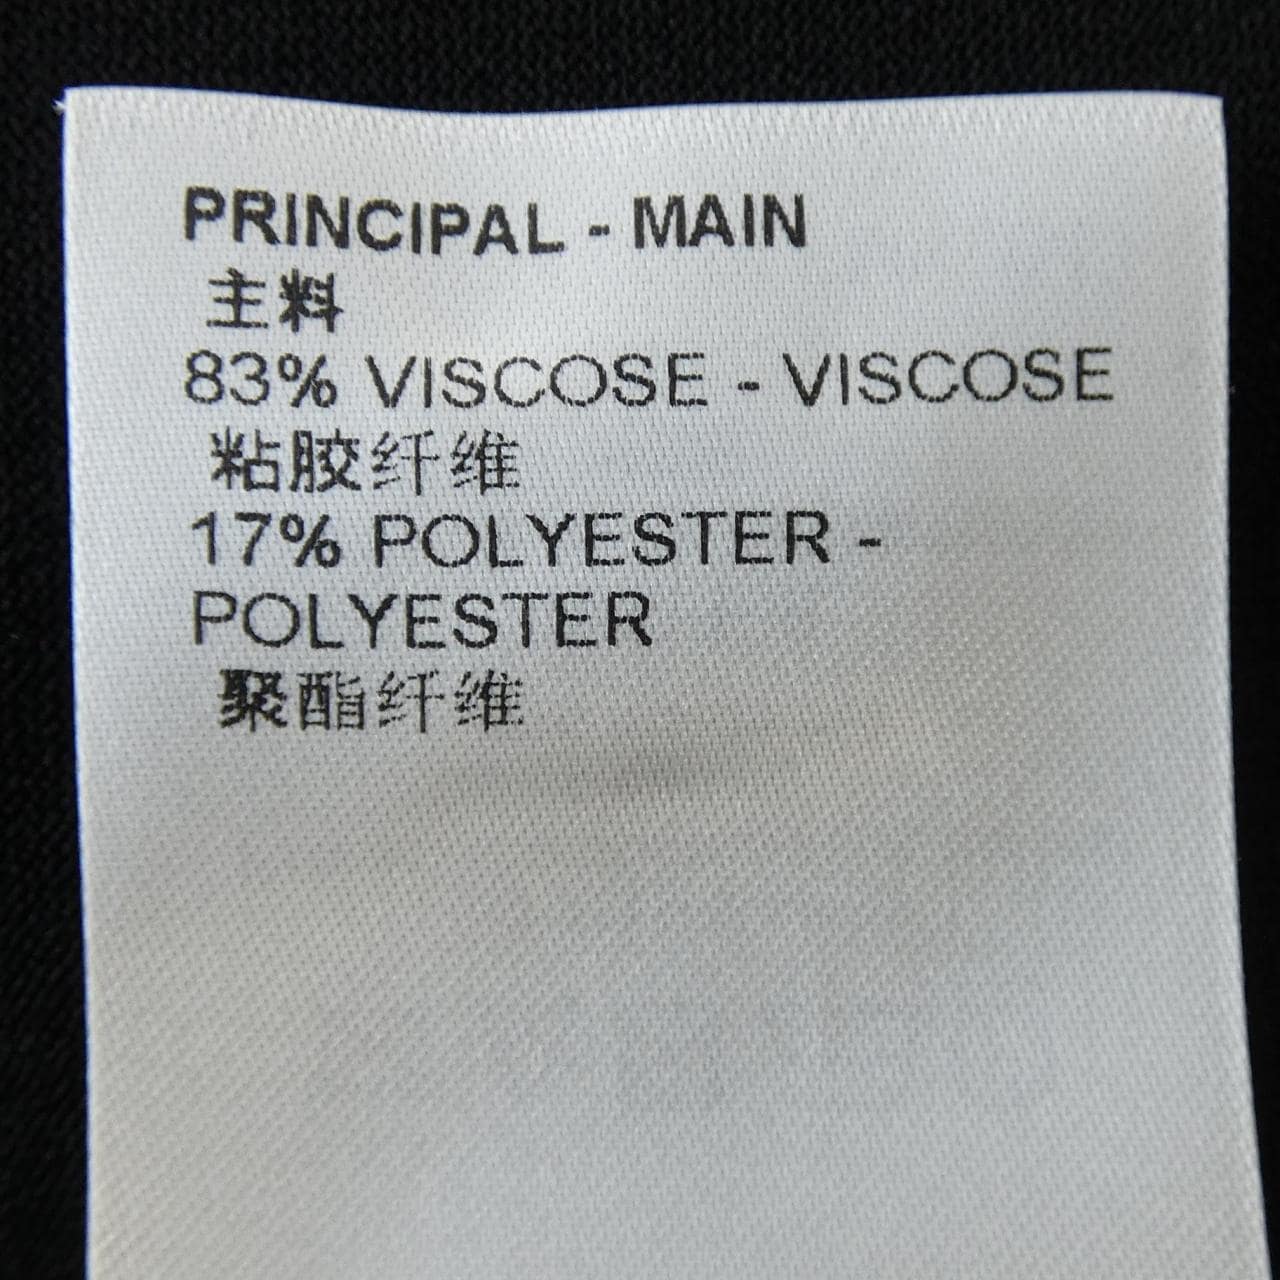 PRINCIPAL - MAIN
主料
83% VISCOSE - VISCOSE
粘胶纤维
17% POLYESTER -
POLYESTER
聚酯纤维